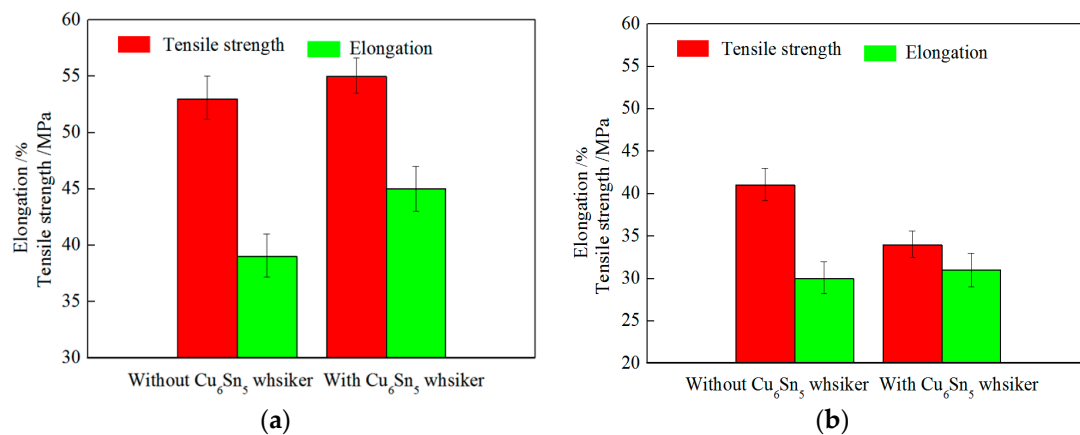 60
55
50
45
40
35
30
Elongation /%
Tensile strength /MPa
Tensile strength
Elongation
Without Cu6Sn5 whsiker
With Cu6Sn5 whsiker
(a)
60
55
50
45
40
35
30
25
20
Elongation /%
Tensile strength /MPa
Tensile strength
Elongation
Without Cu6Sn5 whsiker
With Cu6Sn5 whsiker
(b)